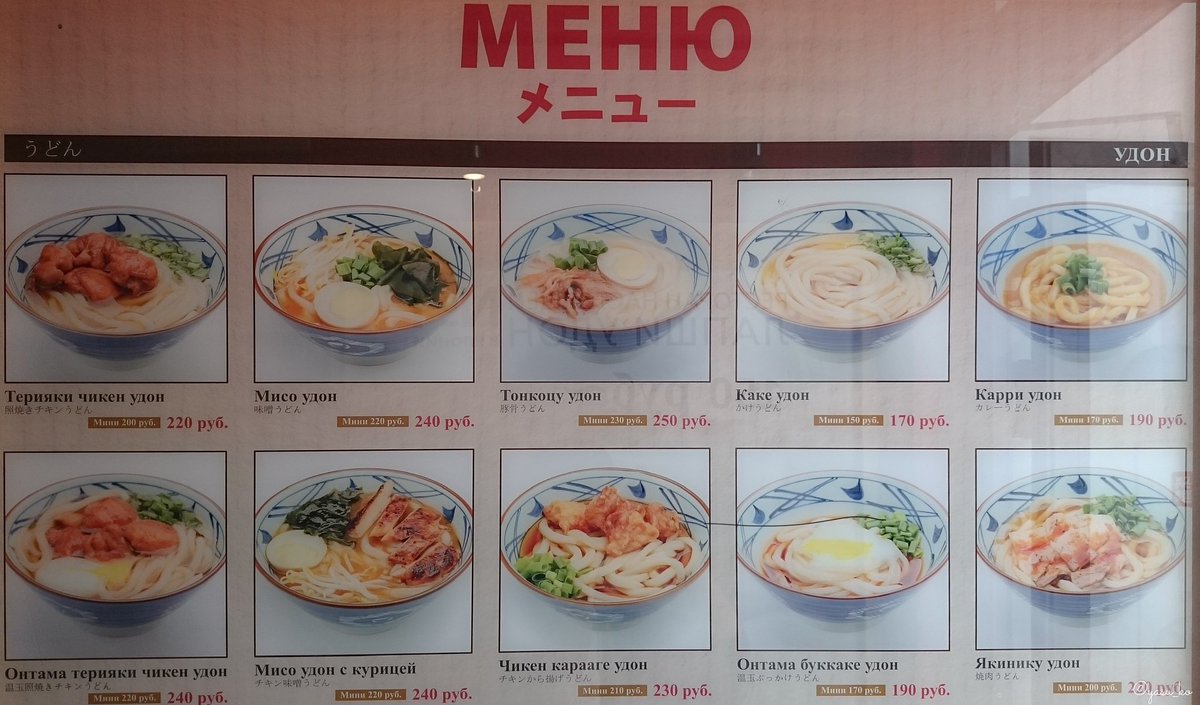 МЕНЮ
メニュー
うどん
УДОН
Терияки чикен удон
照焼きチキンうどん
Мини 200 руб. 220 руб.
Мисо удон
味噌うどん
Мини 220 руб. 240 руб.
Тонкоцу удон
豚骨うどん
Мини 230 руб. 250 руб.
Каке удон
かけうどん
Мини 150 руб. 170 руб.
Карри удон
カレーうどん
Мини 170 руб. 190 руб.
Онтама терияки чикен удон
温玉照焼きチキンうどん
Мини 220 руб. 240 руб.
Мисо удон с курицей
チキン味噌うどん
Мини 220 руб. 240 руб.
Чикен карааге удон
チキンから揚げうどん
Мини 210 руб. 230 руб.
Онтама буккаке удон
温玉ぶっかけうどん
Мини 170 руб. 190 руб.
Якинику удон
焼肉うどん
Мини 200 руб.
ЛАПШИ УДОН
руб
@yasu_ko